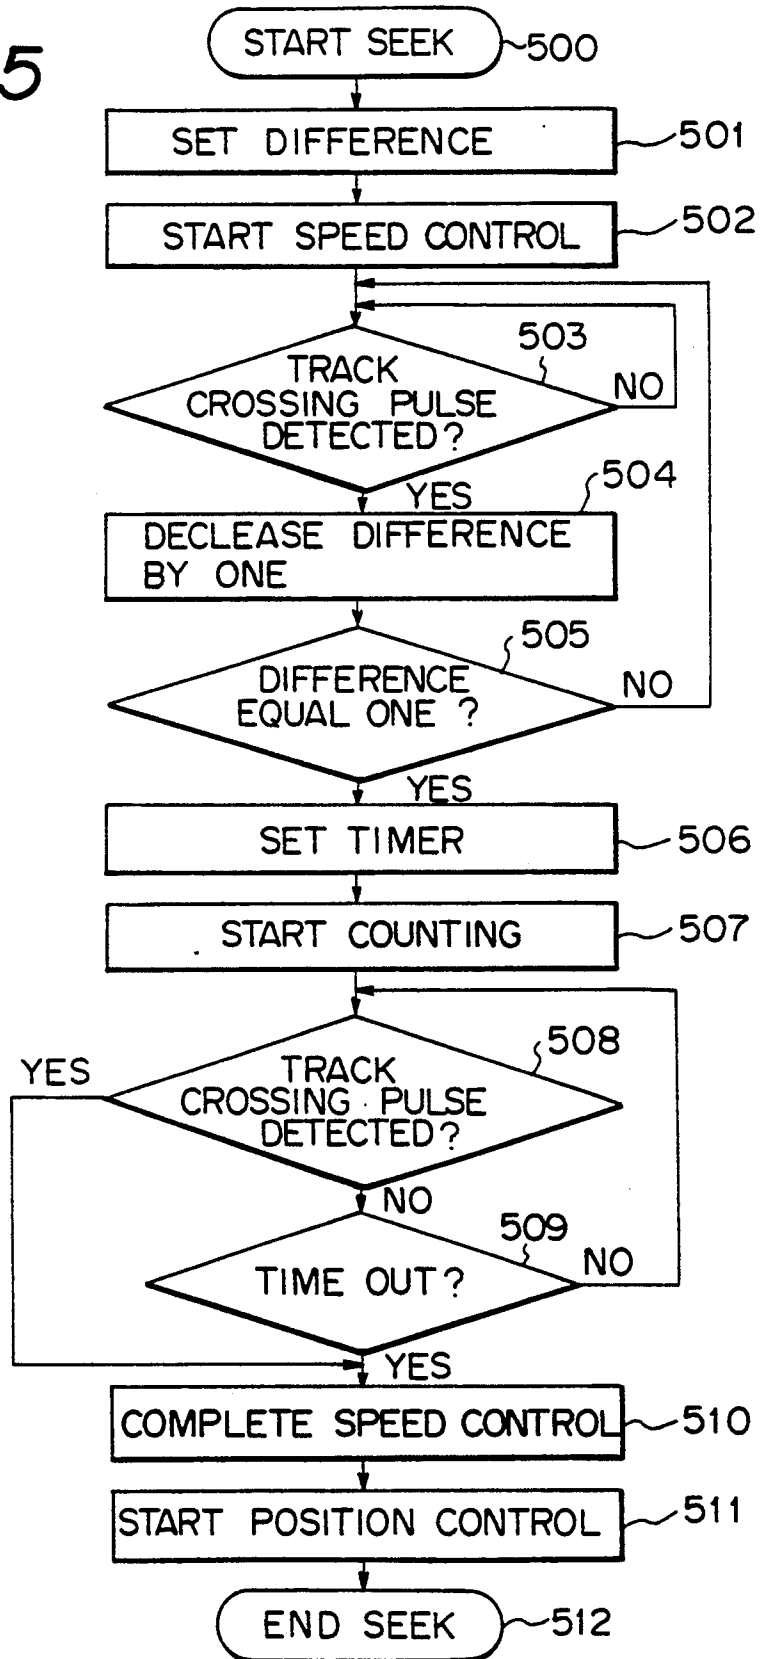 5
START SEEK
500
SET DIFFERENCE
501
START SPEED CONTROL
502
503
TRACK
CROSSING PULSE
DETECTED?
NO
YES
504
DECLEASE DIFFERENCE
BY ONE
505
DIFFERENCE
EQUAL ONE ?
NO
YES
SET TIMER
506
START COUNTING
507
508
YES
TRACK
CROSSING PULSE
DETECTED?
NO
509
TIME OUT?
NO
YES
COMPLETE SPEED CONTROL
510
START POSITION CONTROL
511
END SEEK
512